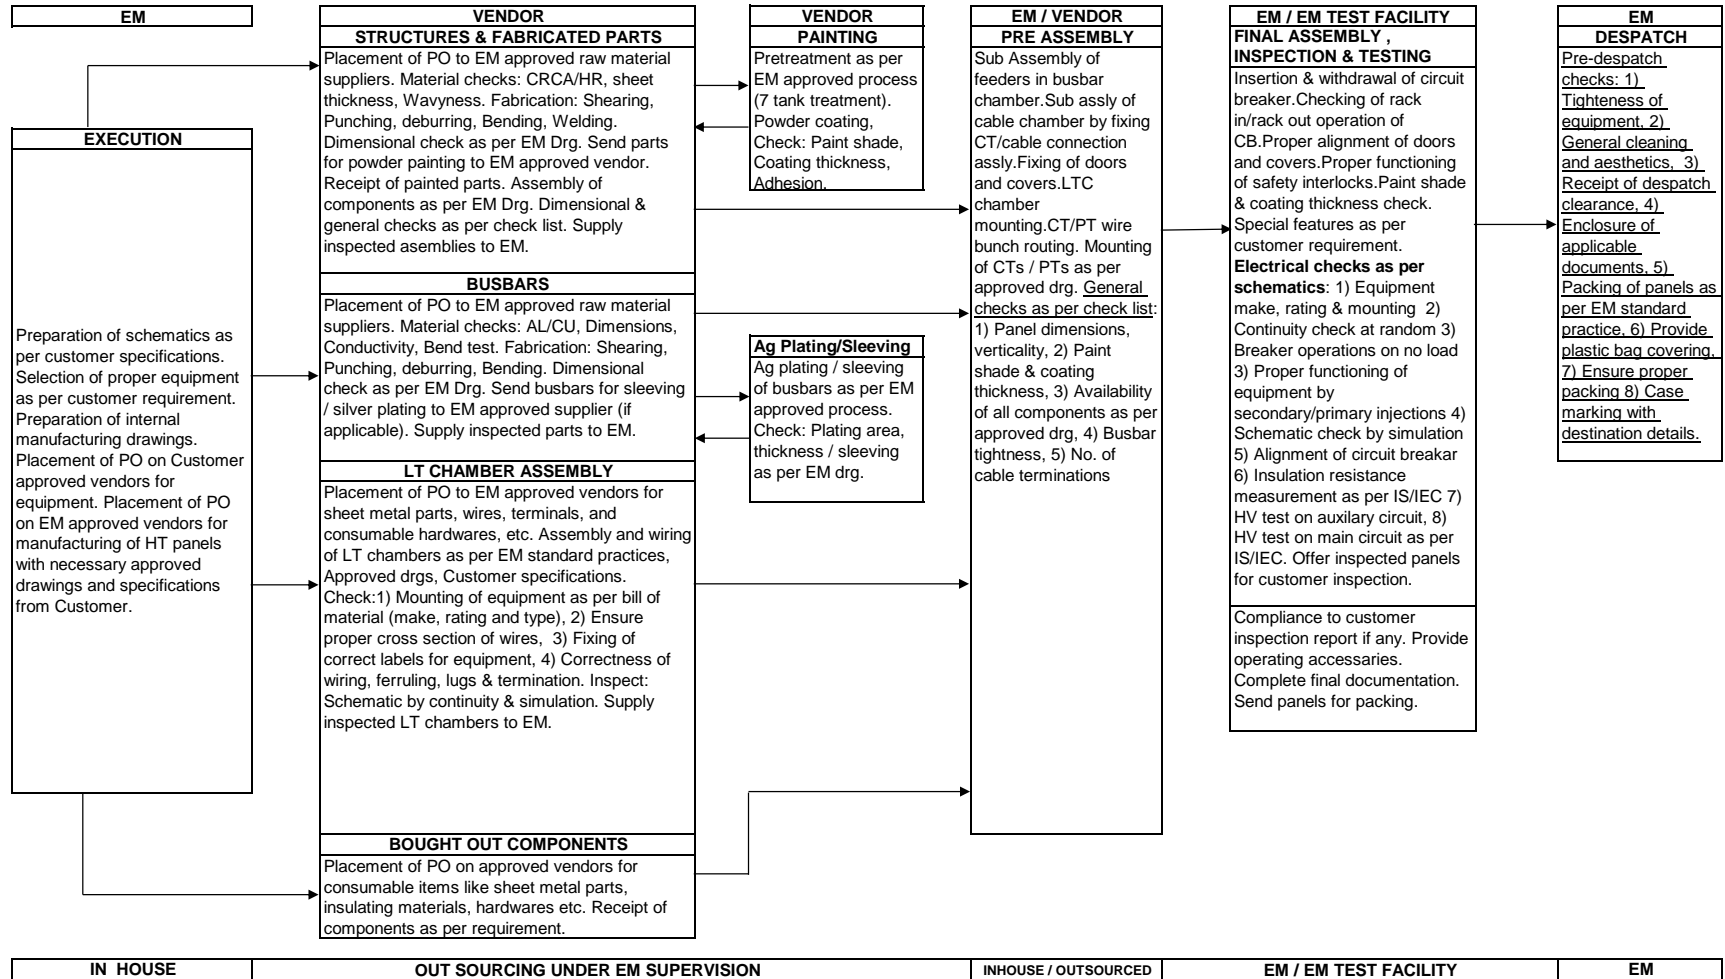 EM
EXECUTION
Preparation of schematics as
per customer specifications.
Selection of proper equipment
as per customer requirement.
Preparation of internal
manufacturing drawings.
Placement of PO on Customer
approved vendors for
equipment. Placement of PO
on EM approved vendors for
manufacturing of HT panels
with necessary approved
drawings and specifications
from Customer.
VENDOR
STRUCTURES & FABRICATED PARTS
Placement of PO to EM approved raw material
suppliers. Material checks: CRCA/HR, sheet
thickness, Wavyness. Fabrication: Shearing,
Punching, deburring, Bending, Welding.
Dimensional check as per EM Drg. Send parts
for powder painting to EM approved vendor.
Receipt of painted parts. Assembly of
components as per EM Drg. Dimensional &
general checks as per check list. Supply
inspected asemblies to EM.
BUSBARS
Placement of PO to EM approved raw material
suppliers. Material checks: AL/CU, Dimensions,
Conductivity, Bend test. Fabrication: Shearing,
Punching, deburring, Bending. Dimensional
check as per EM Drg. Send busbars for sleeving
/ silver plating to EM approved supplier (if
applicable). Supply inspected parts to EM.
LT CHAMBER ASSEMBLY
Placement of PO to EM approved vendors for
sheet metal parts, wires, terminals, and
consumable hardwares, etc. Assembly and wiring
of LT chambers as per EM standard practices,
Approved drgs, Customer specifications.
Check:1) Mounting of equipment as per bill of
material (make, rating and type), 2) Ensure
proper cross section of wires,  3) Fixing of
correct labels for equipment, 4) Correctness of
wiring, ferruling, lugs & termination. Inspect:
Schematic by continuity & simulation. Supply
inspected LT chambers to EM.
BOUGHT OUT COMPONENTS
Placement of PO on approved vendors for
consumable items like sheet metal parts,
insulating materials, hardwares etc. Receipt of
components as per requirement.
VENDOR
PAINTING
Pretreatment as per
EM approved process
(7 tank treatment).
Powder coating,
Check: Paint shade,
Coating thickness,
Adhesion.
Ag Plating/Sleeving
Ag plating / sleeving
of busbars as per EM
approved process.
Check: Plating area,
thickness / sleeving
as per EM drg.
EM / VENDOR
PRE ASSEMBLY
Sub Assembly of
feeders in busbar
chamber.Sub assly of
cable chamber by fixing
CT/cable connection
assly.Fixing of doors
and covers.LTC
chamber
mounting.CT/PT wire
bunch routing. Mounting
of CTs / PTs as per
approved drg. General
checks as per check list:
1) Panel dimensions,
verticality, 2) Paint
shade & coating
thickness, 3) Availability
of all components as per
approved drg, 4) Busbar
tightness, 5) No. of
cable terminations
EM / EM TEST FACILITY
FINAL ASSEMBLY ,
INSPECTION & TESTING
Insertion & withdrawal of circuit
breaker.Checking of rack
in/rack out operation of
CB.Proper alignment of doors
and covers.Proper functioning
of safety interlocks.Paint shade
& coating thickness check.
Special features as per
customer requirement.
Electrical checks as per
schematics: 1) Equipment
make, rating & mounting  2)
Continuity check at random 3)
Breaker operations on no load
3) Proper functioning of
equipment by
secondary/primary injections 4)
Schematic check by simulation
5) Alignment of circuit breakar
6) Insulation resistance
measurement as per IS/IEC 7)
HV test on auxilary circuit, 8)
HV test on main circuit as per
IS/IEC. Offer inspected panels
for customer inspection.
Compliance to customer
inspection report if any. Provide
operating accessaries.
Complete final documentation.
Send panels for packing.
EM
DESPATCH
Pre-despatch
checks: 1)
Tighteness of
equipment, 2)
General cleaning
and aesthetics,  3)
Receipt of despatch
clearance, 4)
Enclosure of
applicable
documents, 5)
Packing of panels as
per EM standard
practice, 6) Provide
plastic bag covering,
7) Ensure proper
packing 8) Case
marking with
destination details.
IN  HOUSE
OUT SOURCING UNDER EM SUPERVISION
INHOUSE / OUTSOURCED
EM / EM TEST FACILITY
EM